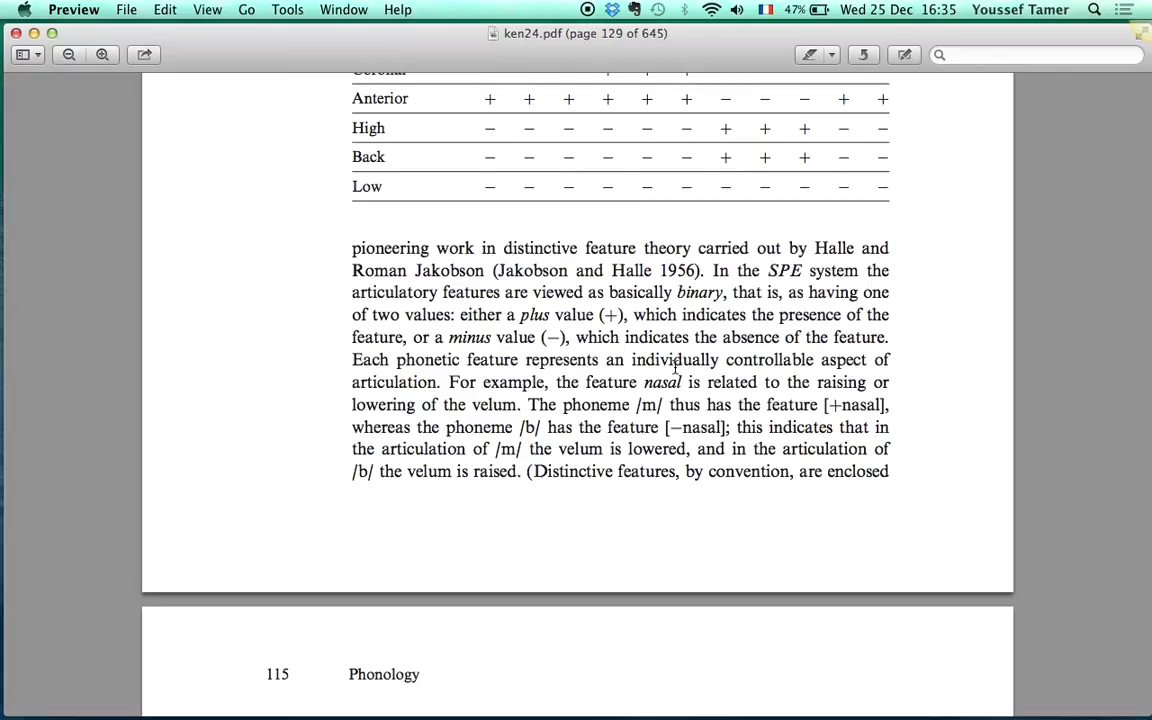 Preview File Edit View Go Tools Window Help 47% Wed 25 Dec 16:35 Youssef Tamer
ken24.pdf (page 129 of 645)
Coronal + + +
Anterior + + + + + + − − − + +
High − − − − − − + + + − −
Back − − − − − − + + + − −
Low − − − − − − − − − − −
pioneering work in distinctive feature theory carried out by Halle and
Roman Jakobson (Jakobson and Halle 1956). In the SPE system the
articulatory features are viewed as basically binary, that is, as having one
of two values: either a plus value (+), which indicates the presence of the
feature, or a minus value (−), which indicates the absence of the feature.
Each phonetic feature represents an individually controllable aspect of
articulation. For example, the feature nasal is related to the raising or
lowering of the velum. The phoneme /m/ thus has the feature [+nasal],
whereas the phoneme /b/ has the feature [−nasal]; this indicates that in
the articulation of /m/ the velum is lowered, and in the articulation of
/b/ the velum is raised. (Distinctive features, by convention, are enclosed
115 Phonology